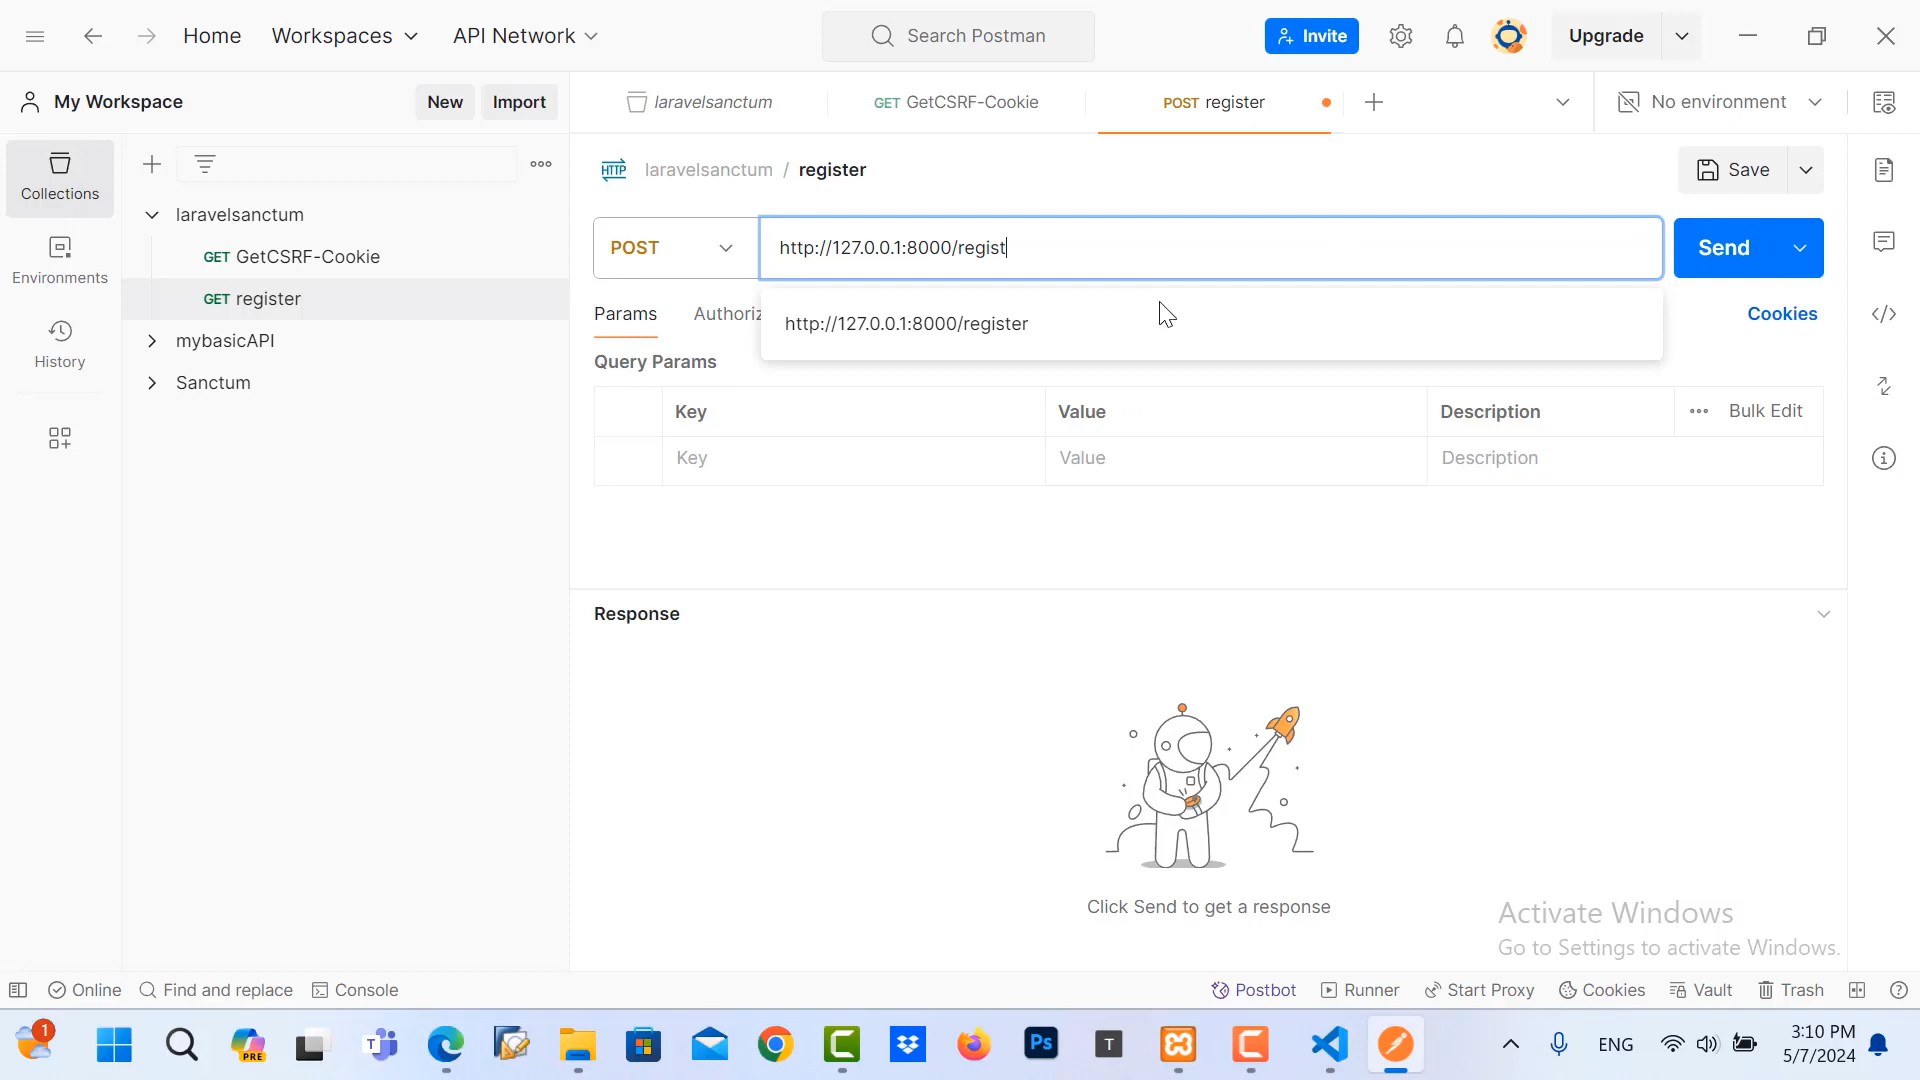 Home
Workspaces
API Network
Search Postman
Invite
Upgrade
My Workspace
New
Import
laravelsanctum
GET GetCSRF-Cookie
POST register
No environment
Collections
Environments
History
laravelsanctum
GET GetCSRF-Cookie
GET register
mybasicAPI
Sanctum
HTTP laravelsanctum / register
Save
POST
http://127.0.0.1:8000/regist
Send
Params
Authoriz
http://127.0.0.1:8000/register
Cookies
Query Params
Key
Value
Description
Bulk Edit
Key
Value
Description
Response
Click Send to get a response
Activate Windows
Go to Settings to activate Windows.
Online
Find and replace
Console
Postbot
Runner
Start Proxy
Cookies
Vault
Trash
1
PRE
T
Ps
T
ENG
3:10 PM
5/7/2024